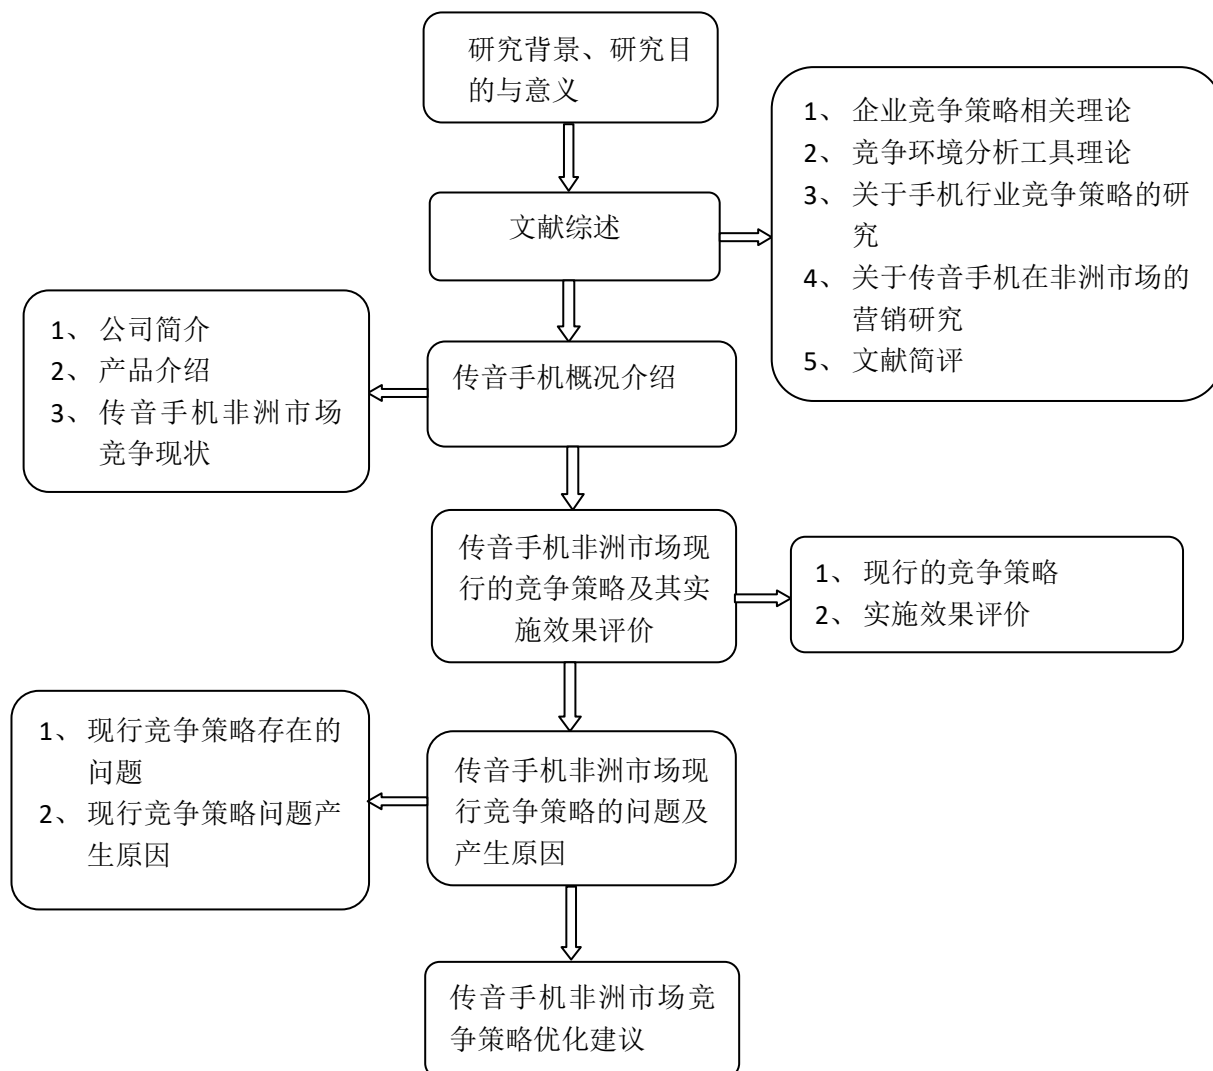 研究背景、研究目
的与意义
1、 企业竞争策略相关理论
2、 竞争环境分析工具理论
3、 关于手机行业竞争策略的研
究
4、 关于传音手机在非洲市场的
营销研究
5、 文献简评
文献综述
1、 公司简介
2、 产品介绍
3、 传音手机非洲市场
竞争现状
传音手机概况介绍
传音手机非洲市场现
行的竞争策略及其实
施效果评价
1、 现行的竞争策略
2、 实施效果评价
1、 现行竞争策略存在的
问题
2、 现行竞争策略问题产
生原因
传音手机非洲市场现
行竞争策略的问题及
产生原因
传音手机非洲市场竞
争策略优化建议